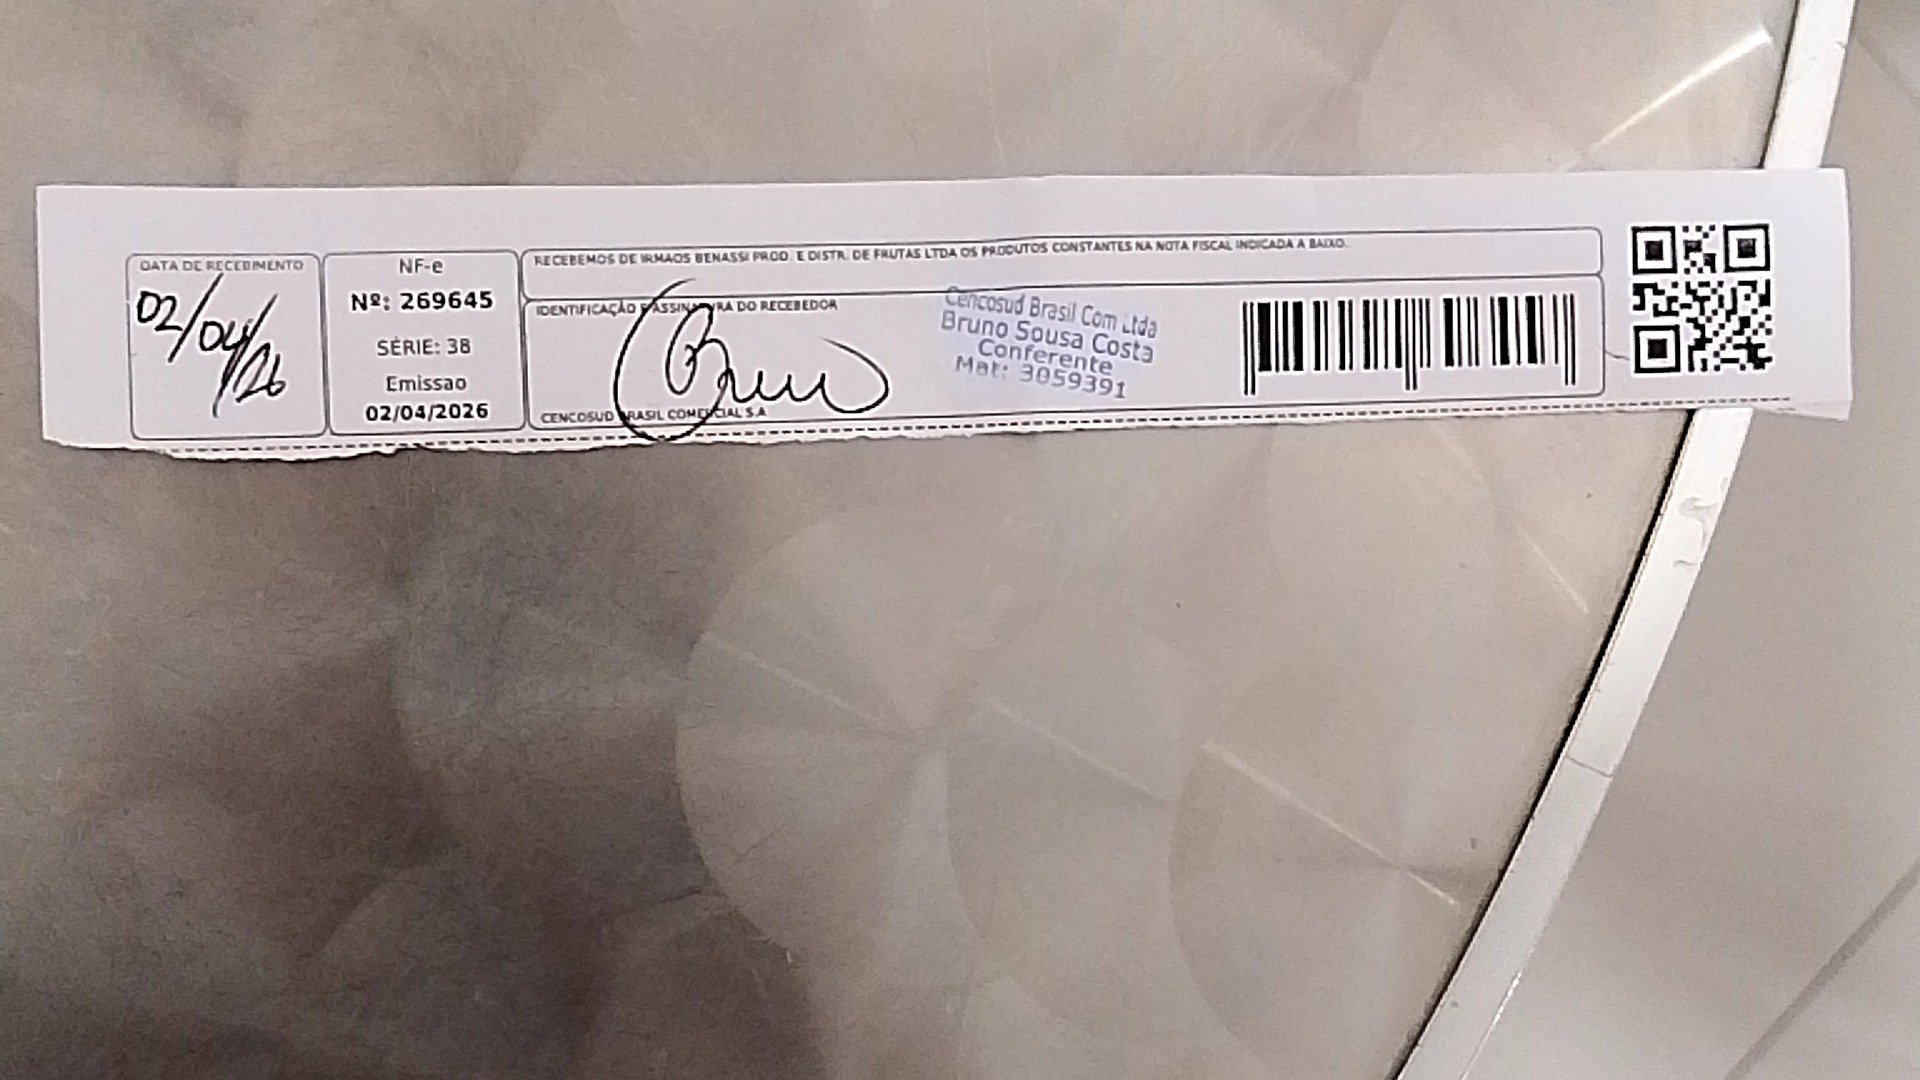 DATA DE RECEBIMENTO
02/04/26
NF-e
Nº: 269645
SÉRIE: 38
Emissao
02/04/2026
RECEBEMOS DE IRMAOS BENASSI PROD. E DISTR. DE FRUTAS LTDA OS PRODUTOS CONSTANTES NA NOTA FISCAL INDICADA A BAIXO.
IDENTIFICAÇÃO E ASSINATURA DO RECEBEDOR
Bruno
CENCOSUD BRASIL COMERCIAL S.A
Cencosud Brasil Com Ltda
Bruno Sousa Costa
Conferente
Mat: 3059391